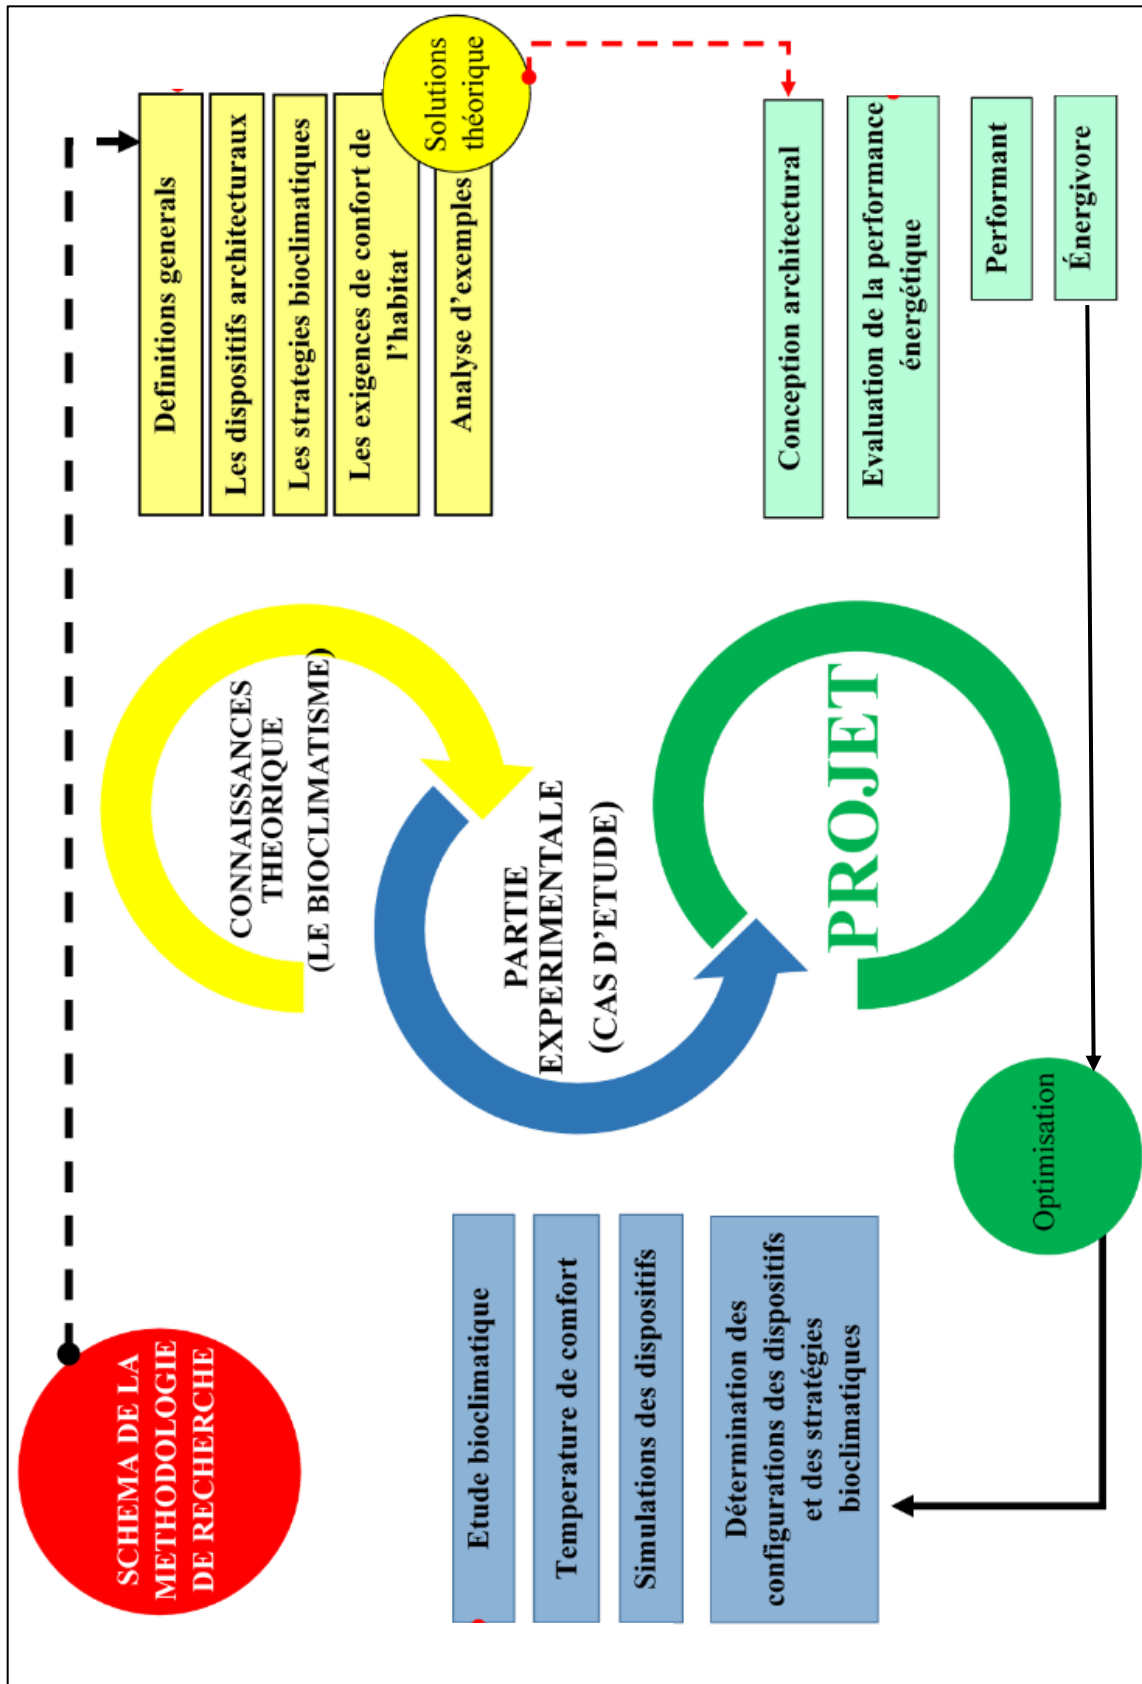 SCHEMA DE LA
METHODOLOGIE
DE RECHERCHE
Definitions generals
Les dispositifs architecturaux
Les strategies bioclimatiques
Les exigences de confort de
l’habitat
Analyse d’exemples
Solutions
théorique
CONNAISSANCES
THEORIQUE
(LE BIOCLIMATISME)
PARTIE
EXPERIMENTALE
(CAS D’ETUDE)
Etude bioclimatique
Temperature de comfort
Simulations des dispositifs
Détermination des
configurations des dispositifs
et des stratégies
bioclimatiques
PROJET
Conception architectural
Evaluation de la performance
énergétique
Performant
Énergivore
Optimisation